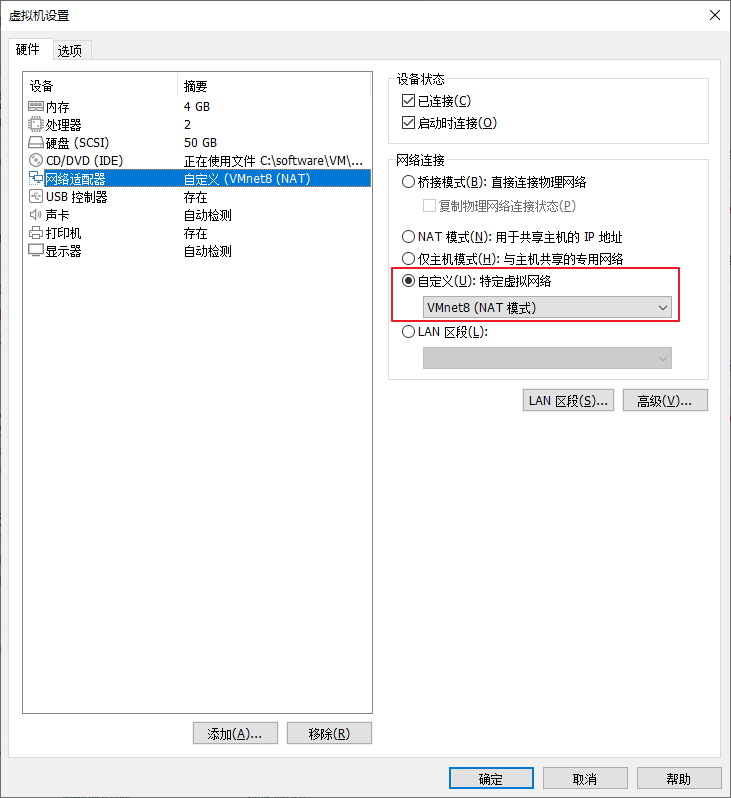 虚拟机设置
硬件 选项
设备 摘要
内存 4 GB
处理器 2
硬盘 (SCSI) 50 GB
CD/DVD (IDE) 正在使用文件 C:\software\VM\...
网络适配器 自定义 (VMnet8 (NAT)
USB 控制器 存在
声卡 自动检测
打印机 存在
显示器 自动检测
添加(A)... 移除(R)
设备状态
已连接(C)
启动时连接(O)
网络连接
桥接模式(B): 直接连接物理网络
复制物理网络连接状态(P)
NAT 模式(N): 用于共享主机的 IP 地址
仅主机模式(H): 与主机共享的专用网络
自定义(U): 特定虚拟网络
VMnet8 (NAT 模式)
LAN 区段(L):
LAN 区段(S)... 高级(V)...
确定 取消 帮助